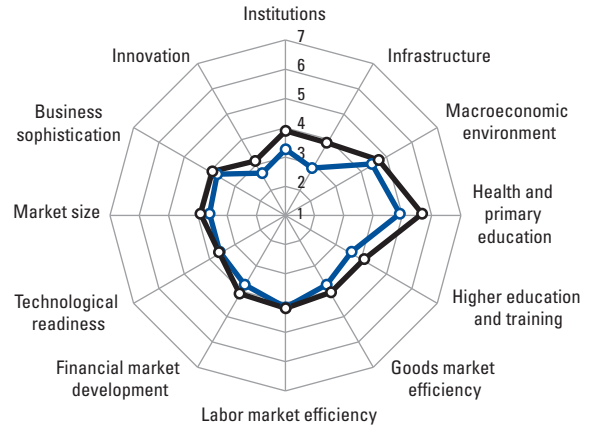 Institutions
7
6
5
4
3
2
1
Infrastructure
Macroeconomic
environment
Health and
primary
education
Higher education
and training
Goods market
efficiency
Labor market efficiency
Financial market
development
Technological
readiness
Market size
Business
sophistication
Innovation